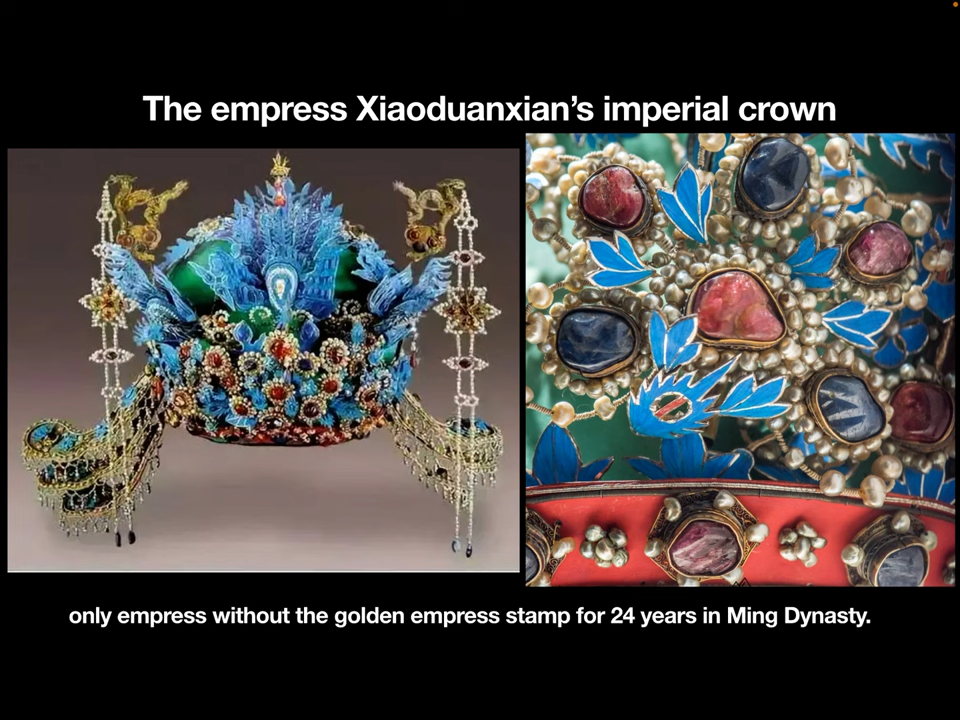 The empress Xiaoduanxian’s imperial crown
only empress without the golden empress stamp for 24 years in Ming Dynasty.